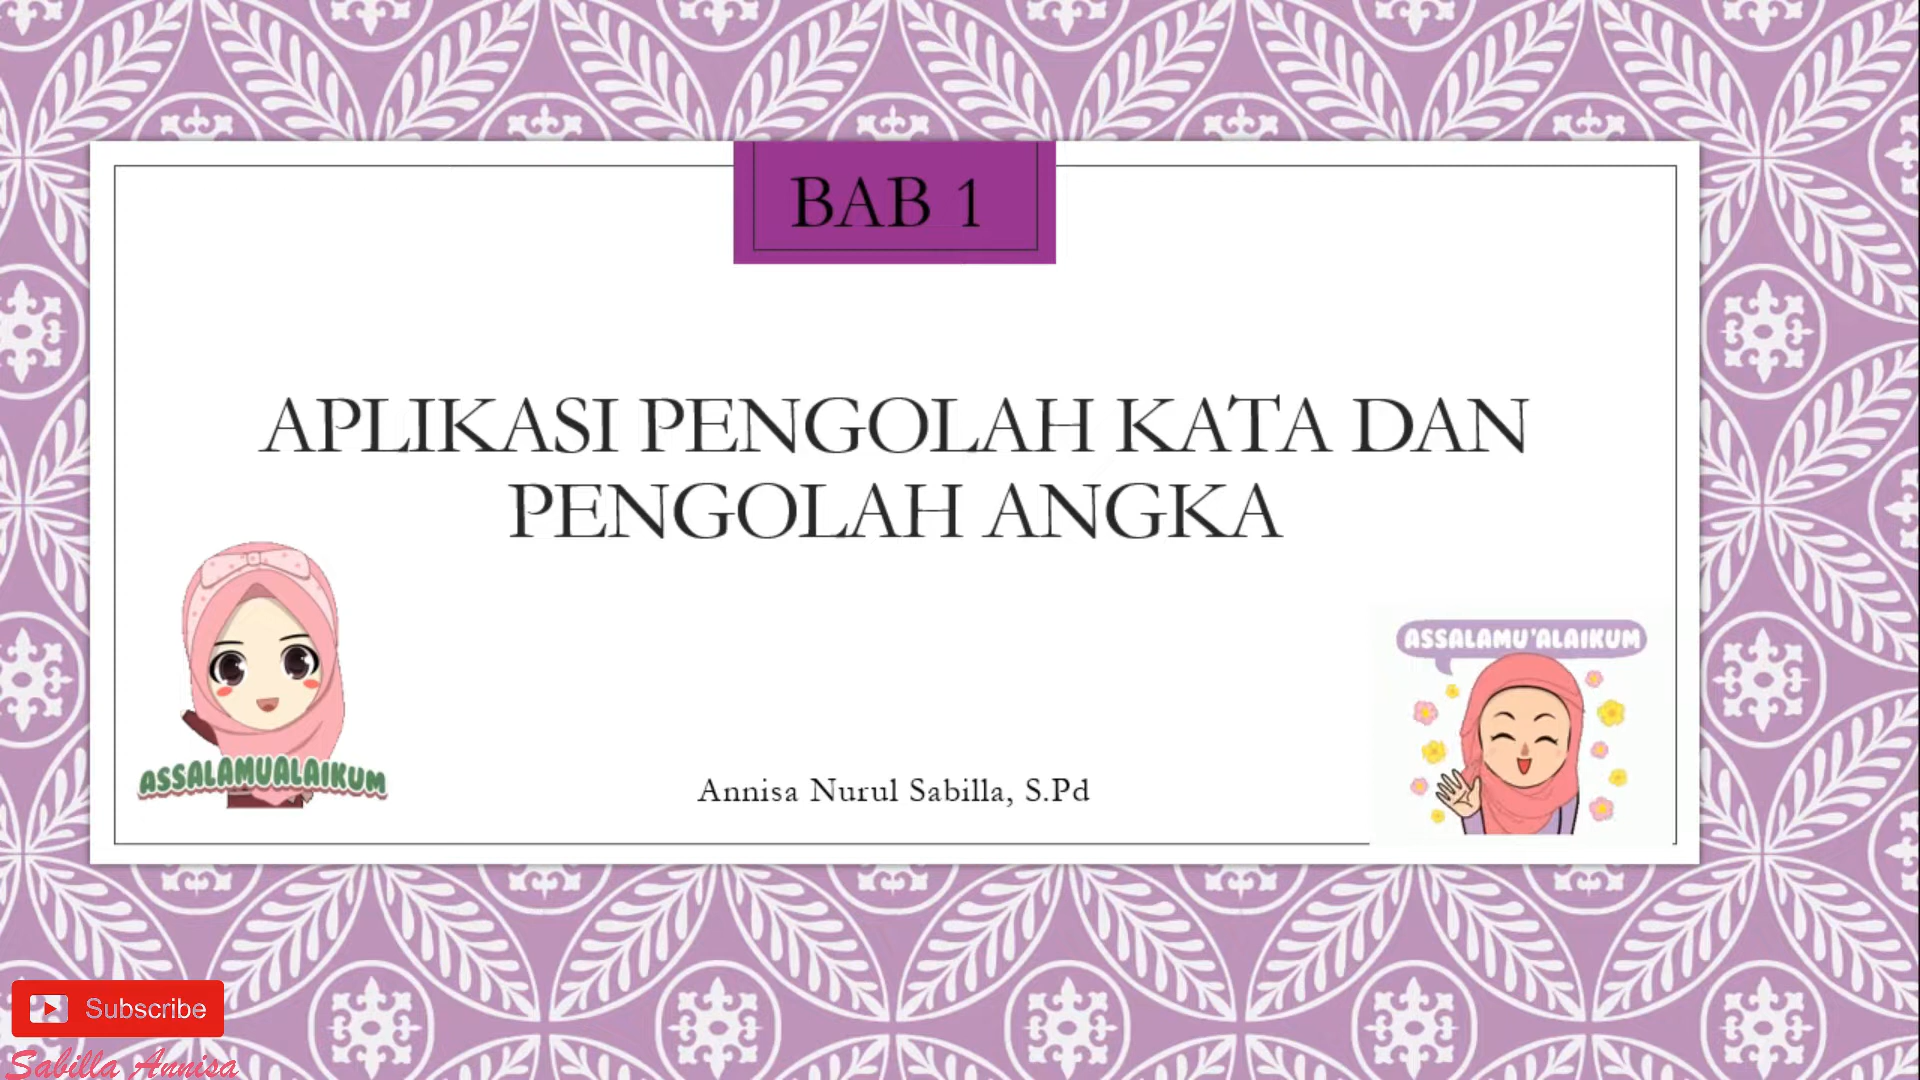 BAB 1
APLIKASI PENGOLAH KATA DAN
PENGOLAH ANGKA
ASSALAMU'ALAIKUM
ASSALAMUALAIKUM
Annisa Nurul Sabilla, S.Pd
Subscribe
Sabilla Annisa